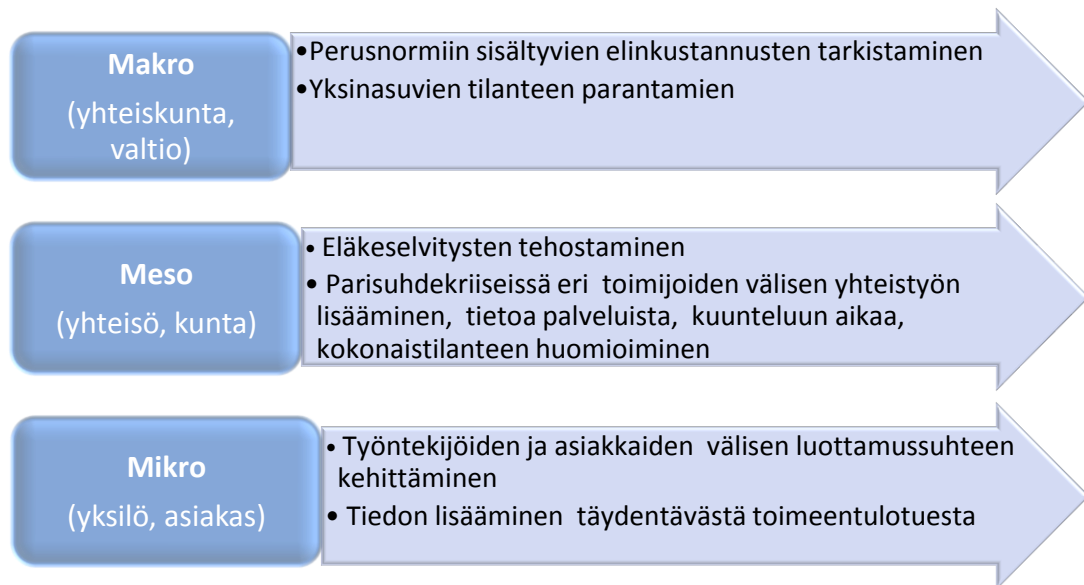 Makro
(yhteiskunta,
valtio)
•Perusnormiin sisältyvien elinkustannusten tarkistaminen
•Yksinasuvien tilanteen parantamien
Meso
(yhteisö, kunta)
• Eläkeselvitysten tehostaminen
• Parisuhdekriiseissä eri toimijoiden välisen yhteistyön
lisääminen, tietoa palveluista, kuunteluun aikaa,
kokonaistilanteen huomioiminen
Mikro
(yksilö, asiakas)
• Työntekijöiden ja asiakkaiden välisen luottamussuhteen
kehittäminen
• Tiedon lisääminen täydentävästä toimeentulotuesta